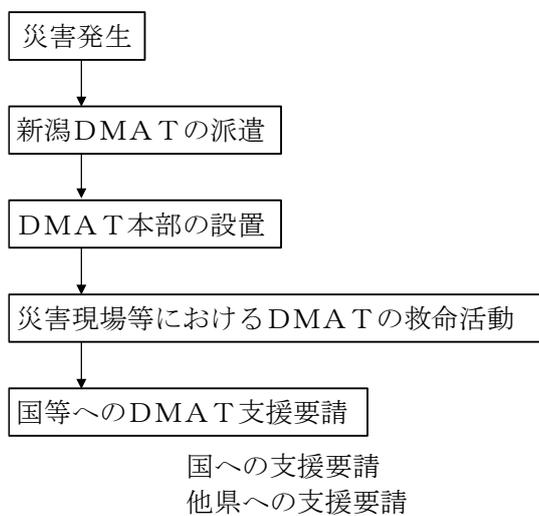 災害発生
新潟DMATの派遣
DMAT本部の設置
災害現場等におけるDMATの救命活動
国等へのDMAT支援要請
国への支援要請
他県への支援要請